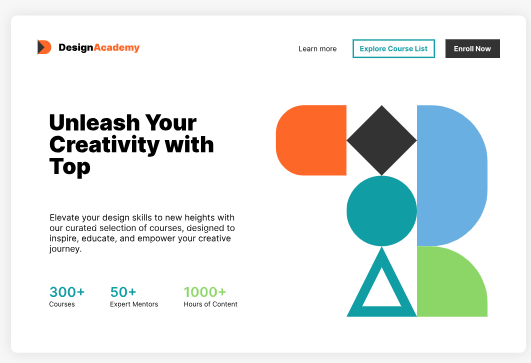 DesignAcademy
Learn more
Explore Course List
Enroll Now
Unleash Your
Creativity with
Top
Elevate your design skills to new heights with
our curated selection of courses, designed to
inspire, educate, and empower your creative
journey.
300+
Courses
50+
Expert Mentors
1000+
Hours of Content